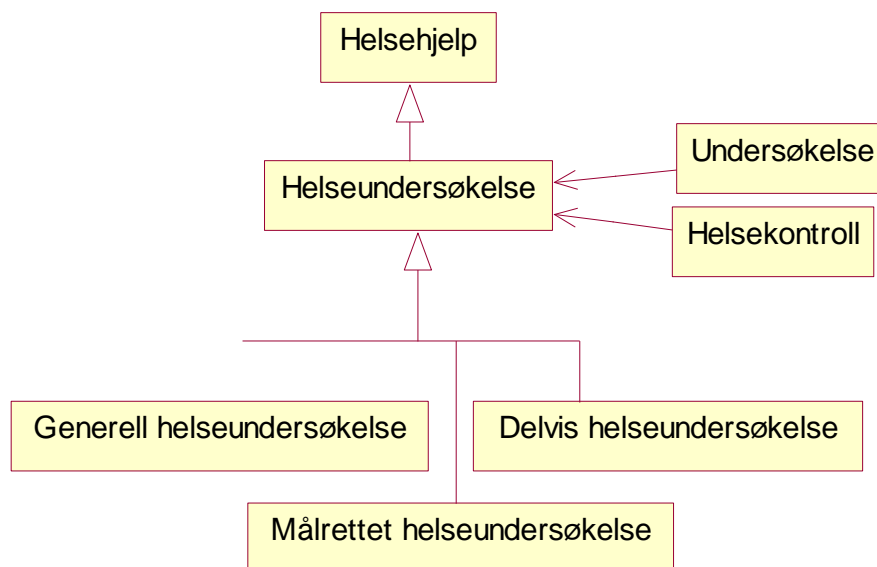 Helsehjelp
Undersøkelse
Helseundersøkelse
Helsekontroll
Generell helseundersøkelse
Delvis helseundersøkelse
Målrettet helseundersøkelse